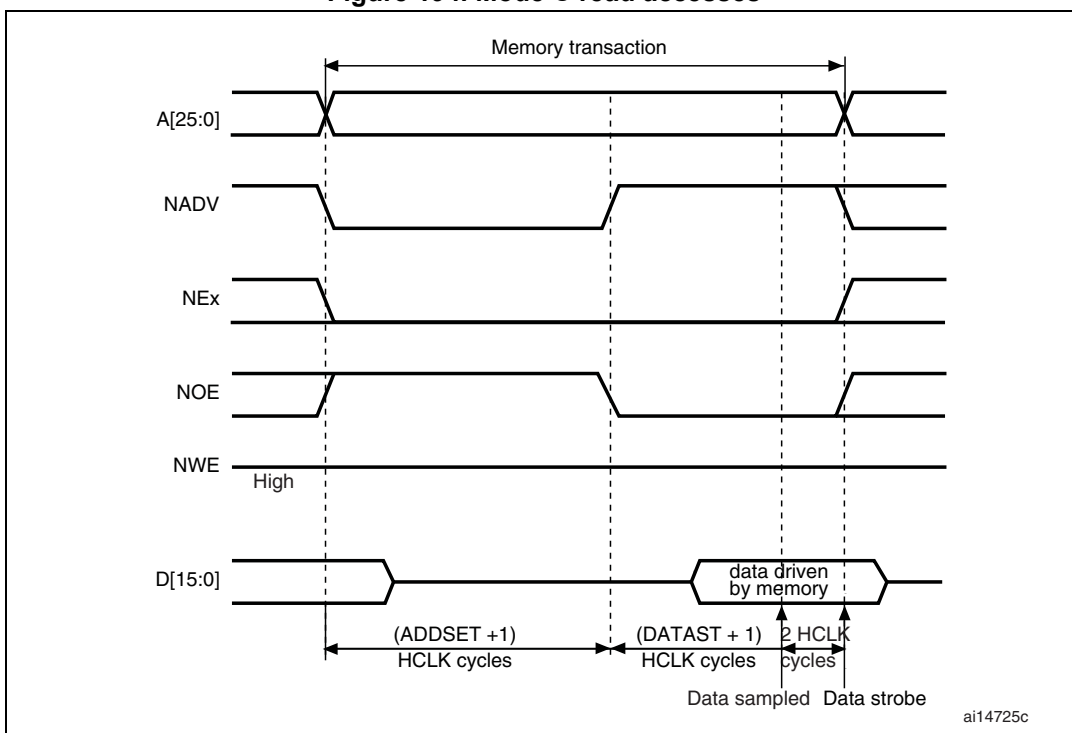 Memory transaction
A[25:0]
NADV
NEx
NOE
NWE
High
D[15:0]
data driven
by memory
(ADDSET +1)
HCLK cycles
(DATAST + 1)
HCLK cycles
2 HCLK
cycles
Data sampled
Data strobe
ai14725c